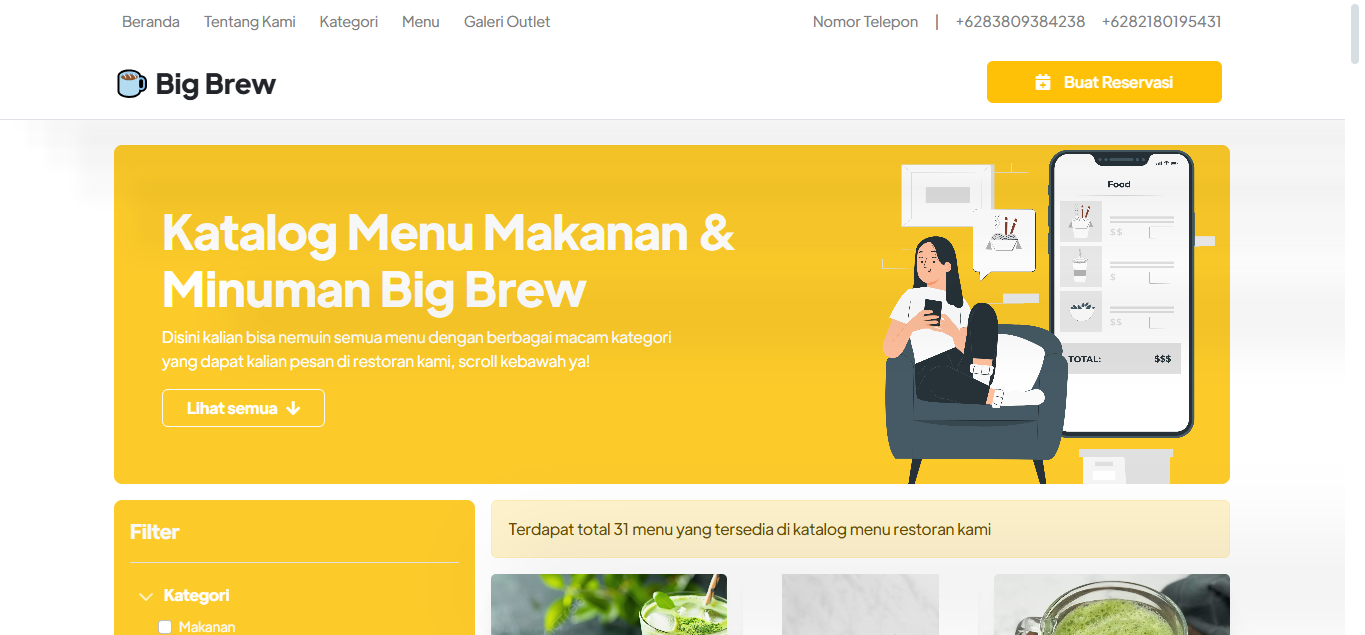 Beranda Tentang Kami Kategori Menu Galeri Outlet Nomor Telepon | +6283809384238 +6282180195431
Big Brew
Buat Reservasi
Katalog Menu Makanan &
Minuman Big Brew
Disini kalian bisa nemuin semua menu dengan berbagai macam kategori
yang dapat kalian pesan di restoran kami, scroll kebawah ya!
Lihat semua
Food
$$
$
$$
TOTAL: $$$
Filter
Terdapat total 31 menu yang tersedia di katalog menu restoran kami
Kategori
Makanan